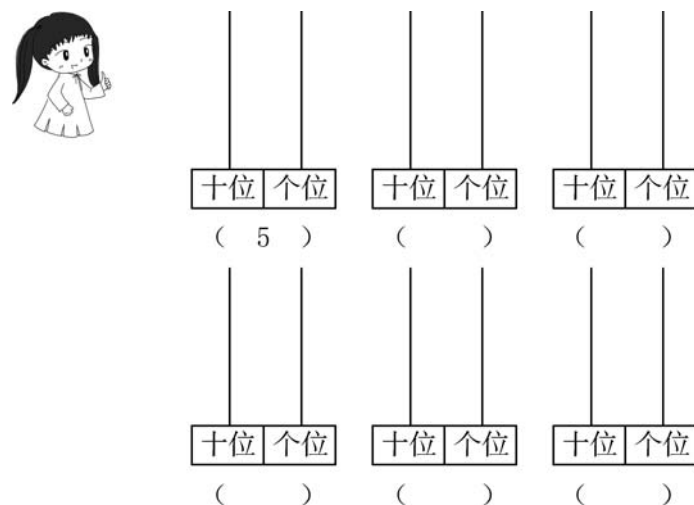 十位 个位 十位 个位 十位 个位
（ 5 ） （ ） （ ）
十位 个位 十位 个位 十位 个位
（ ） （ ） （ ）